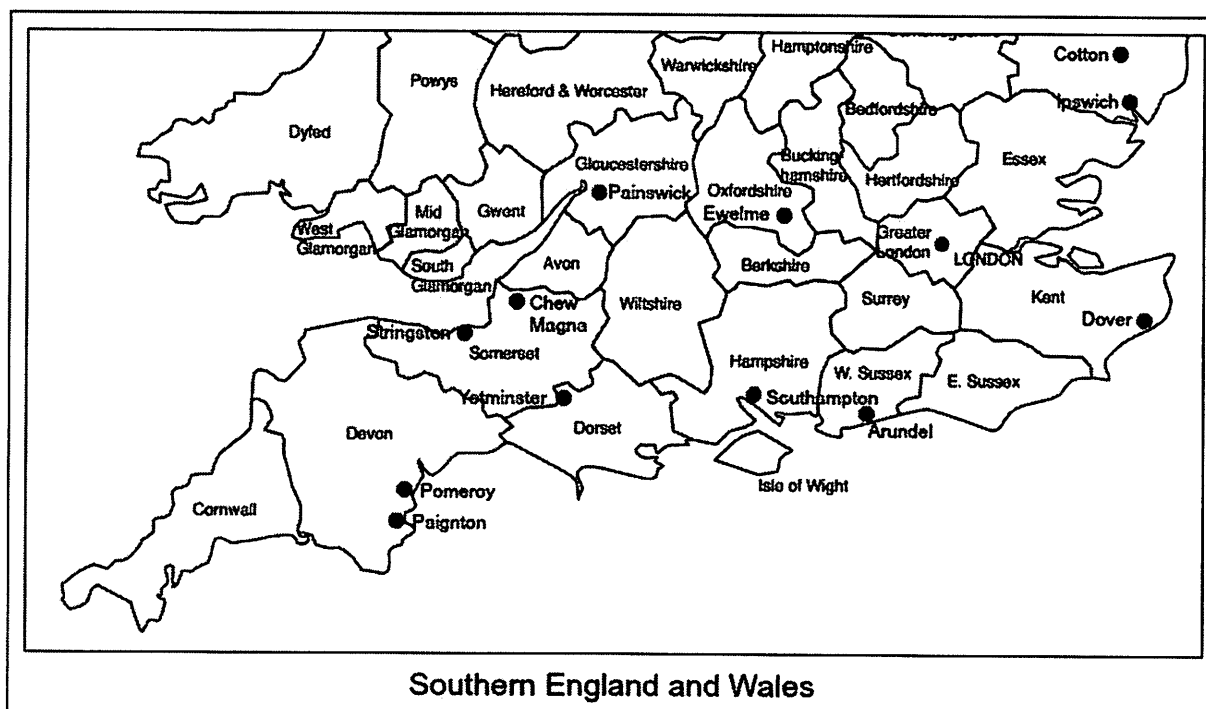 Hamptonshire
Cotton
Warwickshire
Powys
Hereford & Worcester
Ipswich
Bedfordshire
Dyfed
Essex
Gloucestershire
Bucking
hamshire
Hertfordshire
Painswick
Oxfordshire
Gwent
Mid
Glamorgan
Ewelme
West
Glamorgan
Greater
London
LONDON
South
Glamorgan
Avon
Berkshire
Chew
Magna
Wiltshire
Surrey
Kent
Dover
Stringston
Somerset
Hampshire
W. Sussex
E. Sussex
Yetminster
Southampton
Dorset
Arundel
Devon
Isle of Wight
Pomeroy
Cornwall
Paignton
Southern England and Wales